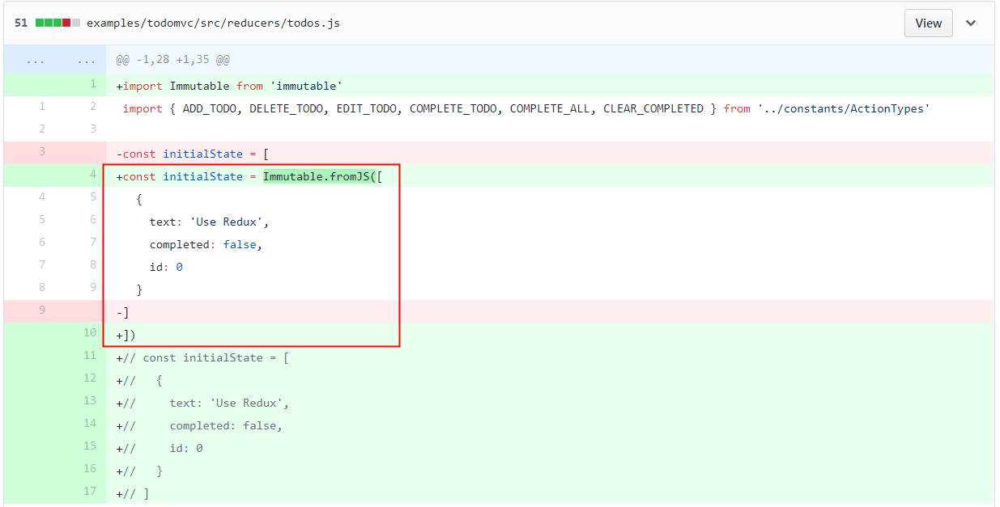 51 examples/todomvc/src/reducers/todos.js View
... ... @@ -1,28 +1,35 @@
1 +import Immutable from 'immutable'
1 2 import { ADD_TODO, DELETE_TODO, EDIT_TODO, COMPLETE_TODO, COMPLETE_ALL, CLEAR_COMPLETED } from '../constants/ActionTypes'
2 3
3 -const initialState = [
4 +const initialState = Immutable.fromJS([
4 5 {
5 6 text: 'Use Redux',
6 7 completed: false,
7 8 id: 0
8 9 }
9 -]
10 +])
11 +// const initialState = [
12 +// {
13 +// text: 'Use Redux',
14 +// completed: false,
15 +// id: 0
16 +// }
17 +// ]